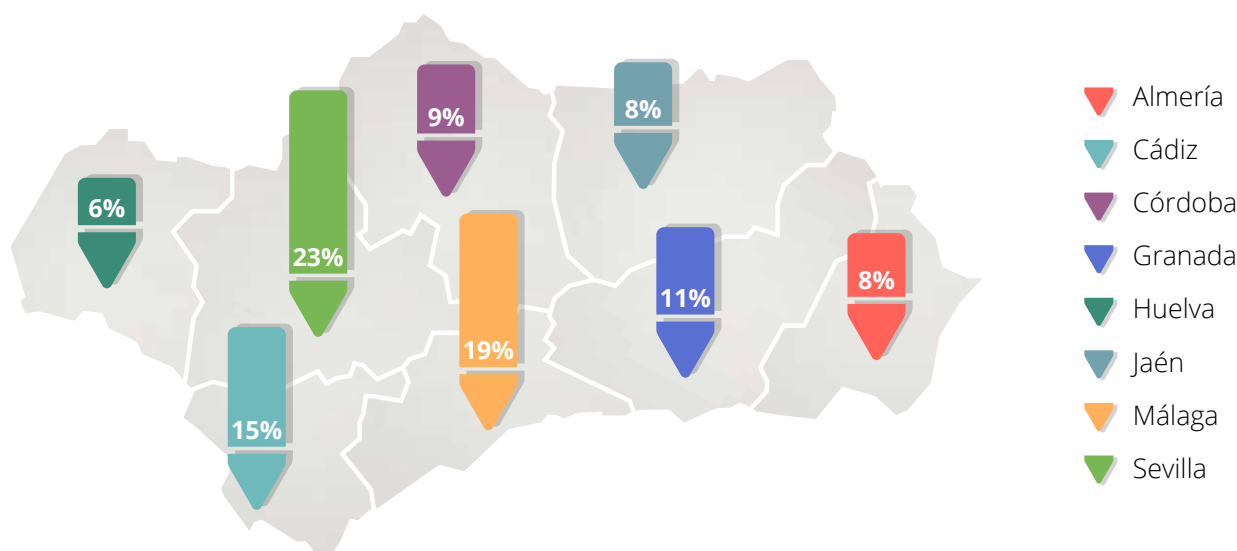 9%
8%
6%
23%
8%
11%
19%
15%
Almería
Cádiz
Córdoba
Granada
Huelva
Jaén
Málaga
Sevilla